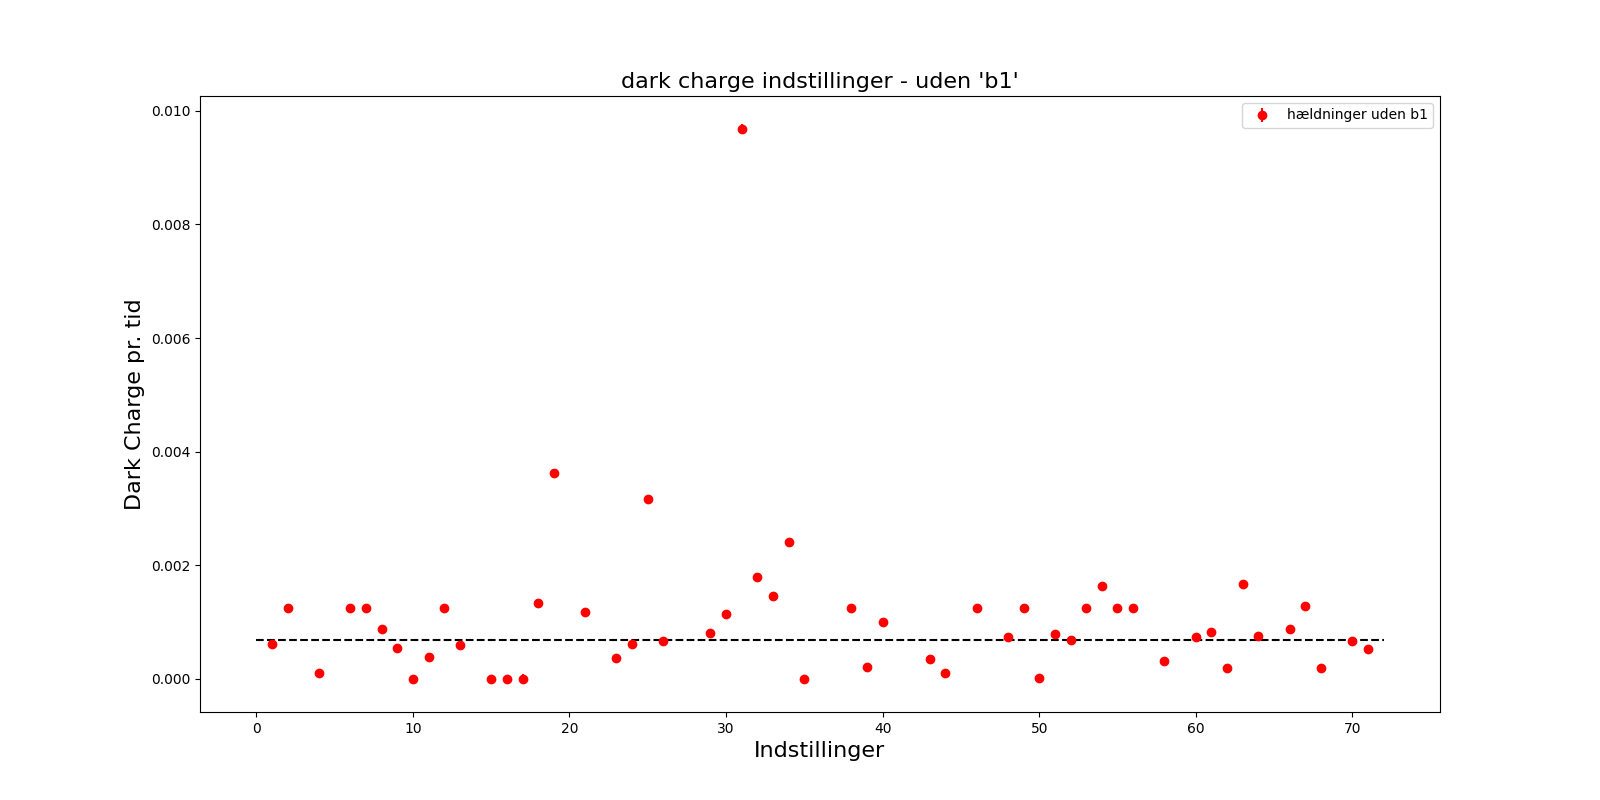 dark charge indstillinger - uden 'b1'
hældninger uden b1
Dark Charge pr. tid
0.010
0.008
0.006
0.004
0.002
0.000
0 10 20 30 40 50 60 70
Indstillinger